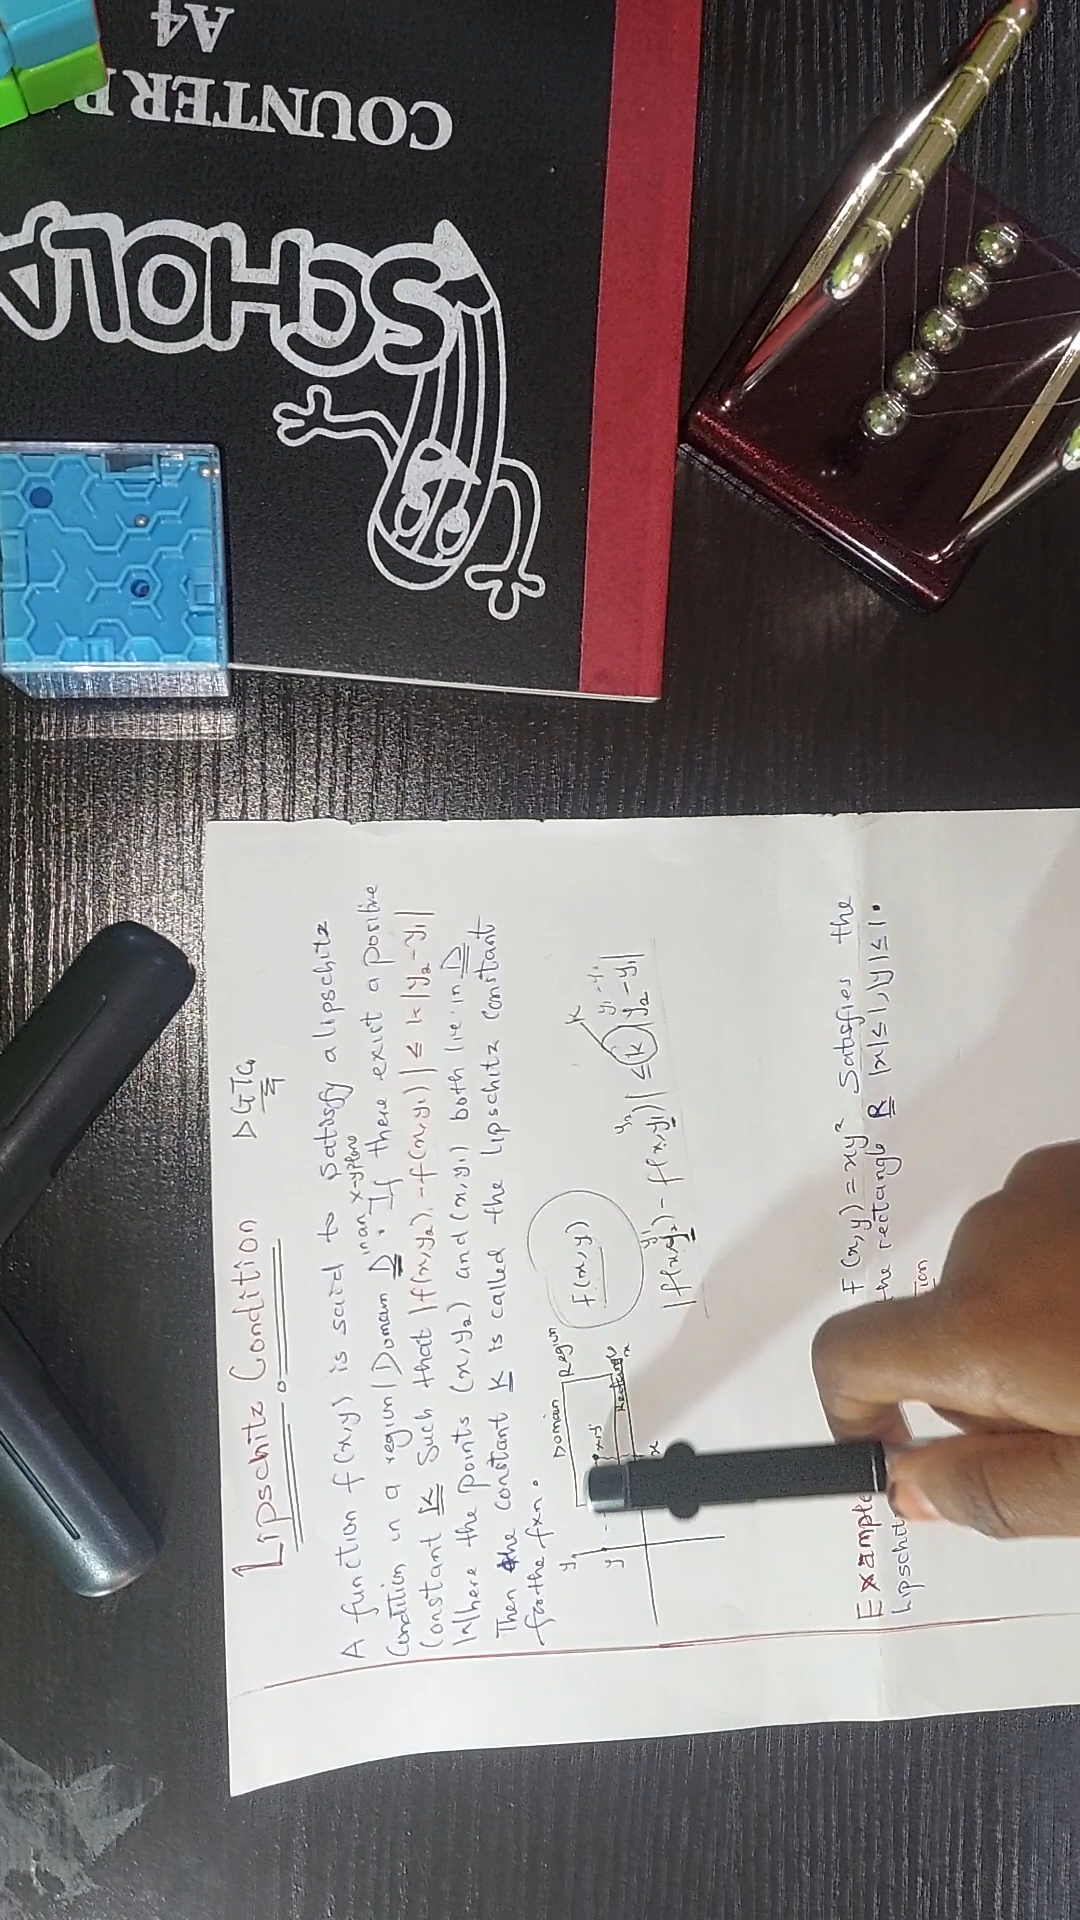 Lipschitz Condition
A function f(x,y) is said to satisfy a lipschitz
in an x-y plane
Condition in a region/Domain D. If there exist a positive
Constant K Such that |f(x,y2) - f(x,y1)| ≤ k|y2-y1|
Where the points (x,y2) and (x,y1) both lie in D
Then the constant K is called the Lipschitz constant
for the fxn.
Domain
Region
Rectangle
y
y
x
x
f(x,y)
K
|f(x,y2) - f(x,y1)| ≤ k|y2-y1|
y2
y1
Example
F(x,y) = xy² Satisfies the
the rectangle R |x|≤1, |y|≤1.
SCHOLA
COUNTER
A4